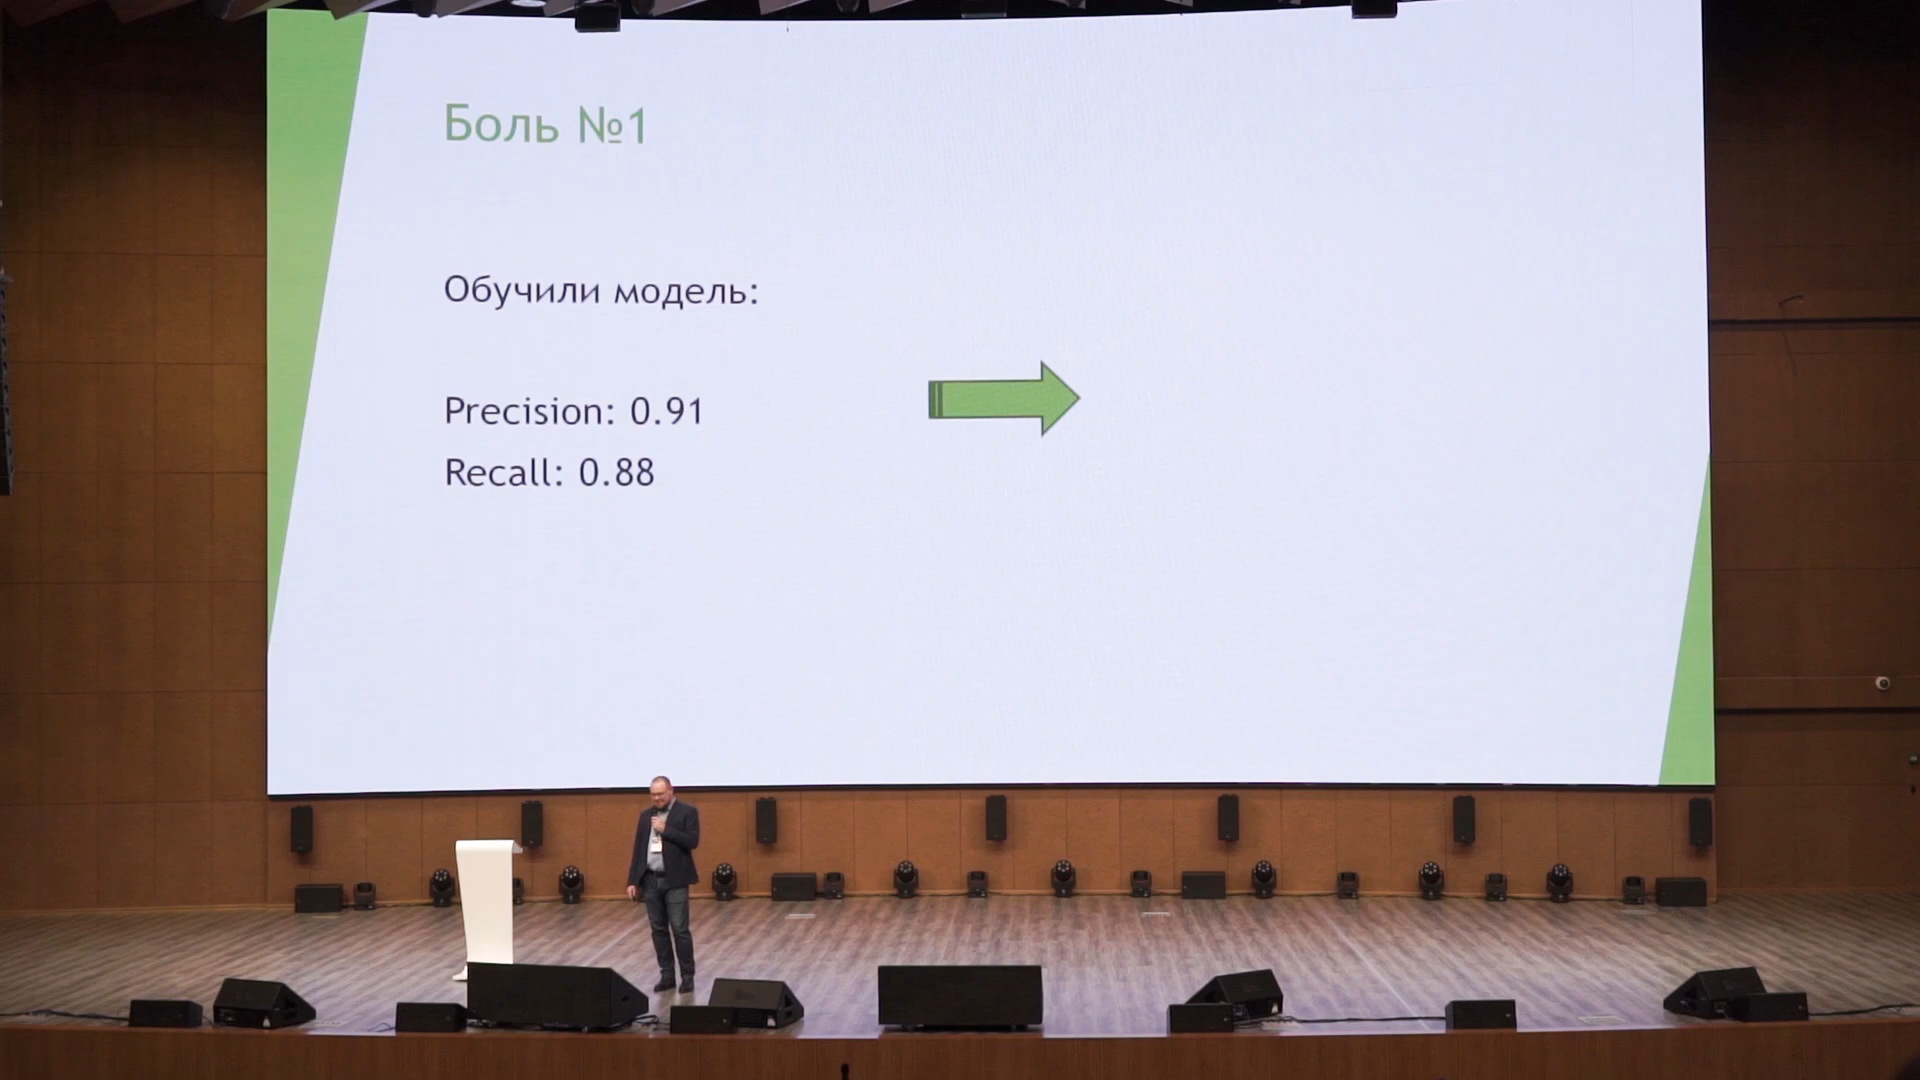 Боль №1
Обучили модель:
Precision: 0.91
Recall: 0.88